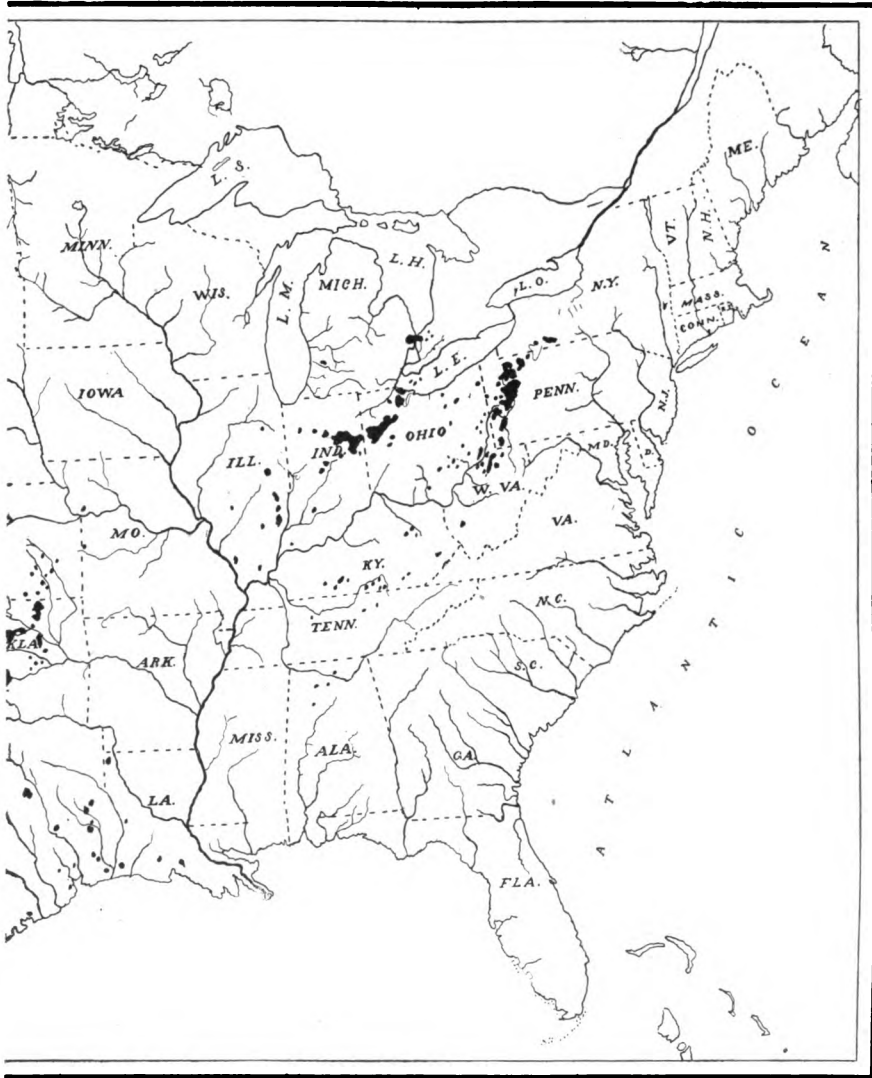 L. S.
ME.
MINN.
VT.
N.H.
L. H.
WIS.
L. M.
MICH.
L. O.
N.Y.
MASS.
R.I.
CONN.
L. E.
IOWA
PENN.
N.J.
OHIO
IND.
ILL.
MD.
D.
W. VA.
VA.
MO.
KY.
N.C.
TENN.
KLA.
ARK.
S.C.
MISS.
ALA.
GA.
LA.
FLA.
ATLANTIC OCEAN